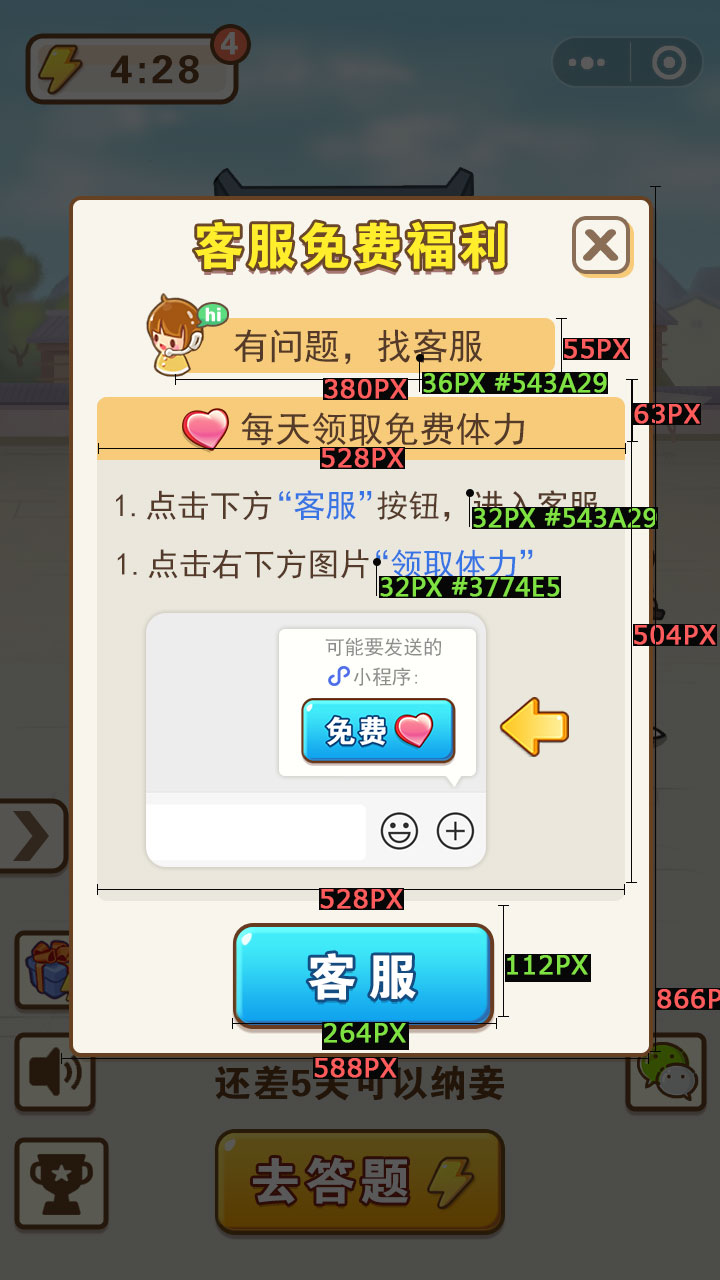 4:28
4
客服免费福利
hi
有问题，找客服
55PX
380PX
36PX #543A29
63PX
每天领取免费体力
528PX
1. 点击下方“客服”按钮，进入客服
32PX #543A29
1. 点击右下方图片“领取体力”
32PX #3774E5
504PX
可能要发送的
小程序:
免费
528PX
客服
112PX
866P
264PX
588PX
还差5天可以纳妾
去答题